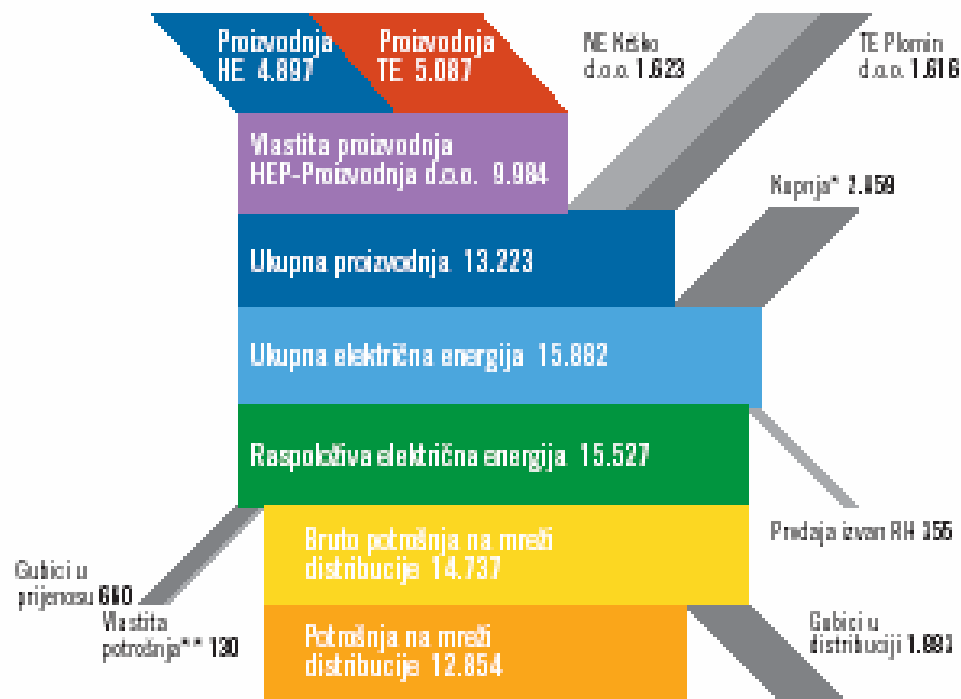 Proizvodnja
HE 4.897
Proizvodnja
TE 5.087
NE Krško
d.o.o. 1.623
TE Plomin
d.o.o. 1.616
Vlastita proizvodnja
HEP-Proizvodnja d.o.o. 9.984
Kupnja* 2.659
Ukupna proizvodnja 13.223
Ukupna električna energija 15.882
Raspoloživa električna energija 15.527
Prodaja izvan RH 355
Bruto potrošnja na mreži
distribucije 14.737
Gubici u
prijenosu 660
Vlastita
potrošnja** 130
Gubici u
distribuciji 1.883
Potrošnja na mreži
distribucije 12.854